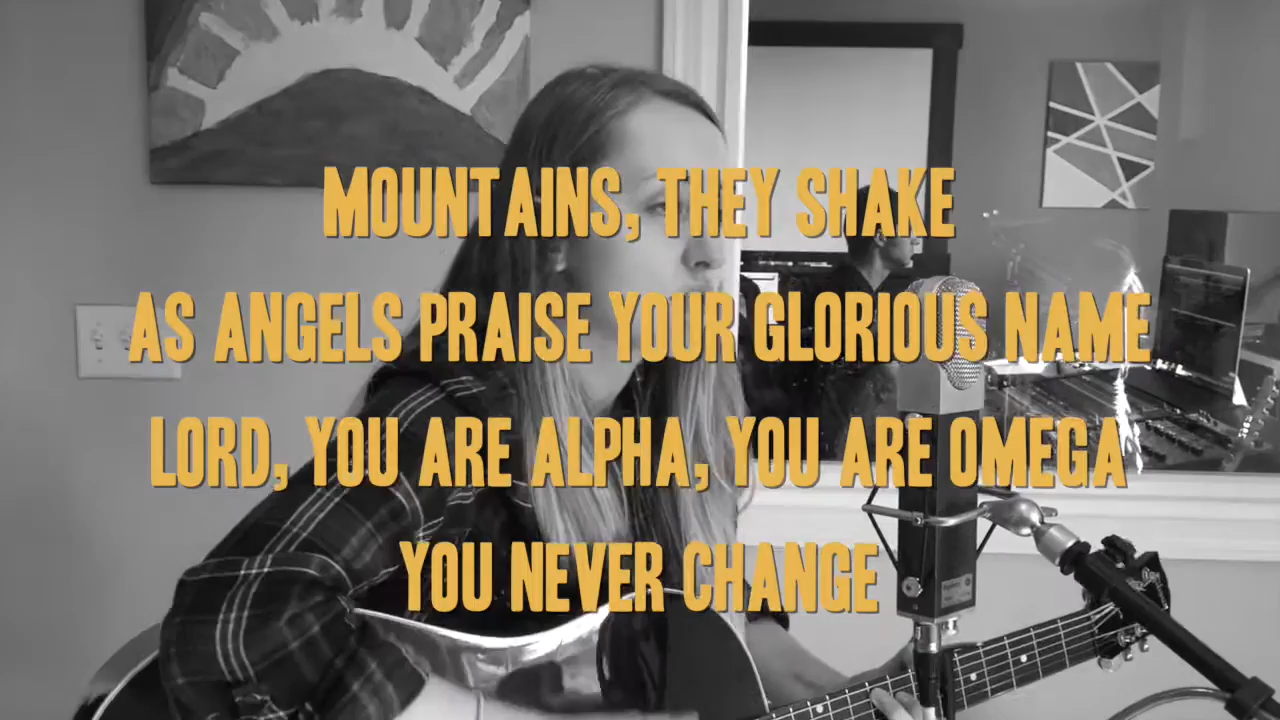 MOUNTAINS, THEY SHAKE
AS ANGELS PRAISE YOUR GLORIOUS NAME
LORD, YOU ARE ALPHA, YOU ARE OMEGA
YOU NEVER CHANGE